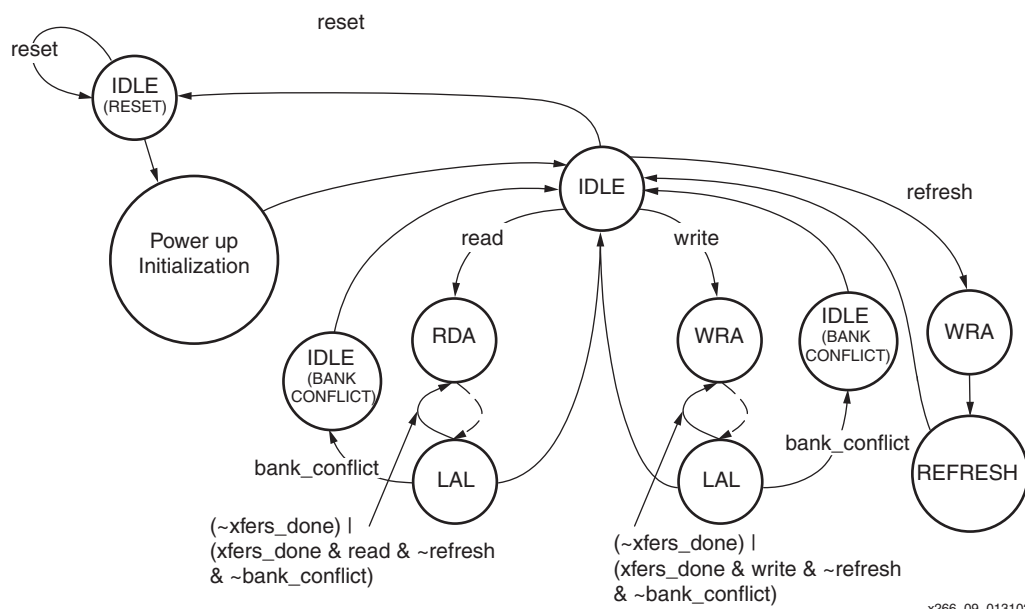 reset
reset
IDLE
(RESET)
IDLE
refresh
Power up
Initialization
read
write
RDA
WRA
IDLE
(BANK
CONFLICT)
WRA
IDLE
(BANK
CONFLICT)
bank_conflict
LAL
LAL
bank_conflict
REFRESH
(~xfers_done) |
(xfers_done & read & ~refresh
& ~bank_conflict)
(~xfers_done) |
(xfers_done & write & ~refresh
& ~bank_conflict)